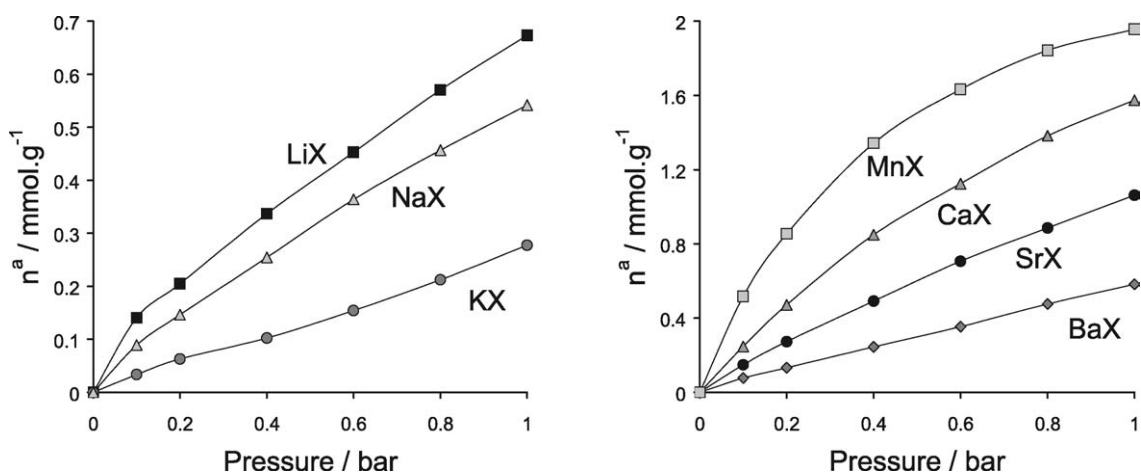 0.7
0.6
0.5
0.4
0.3
0.2
0.1
0
nᵃ / mmol.g⁻¹
LiX
NaX
KX
0 0.2 0.4 0.6 0.8 1
Pressure / bar
2
1.6
1.2
0.8
0.4
0
nᵃ / mmol.g⁻¹
MnX
CaX
SrX
BaX
0 0.2 0.4 0.6 0.8 1
Pressure / bar